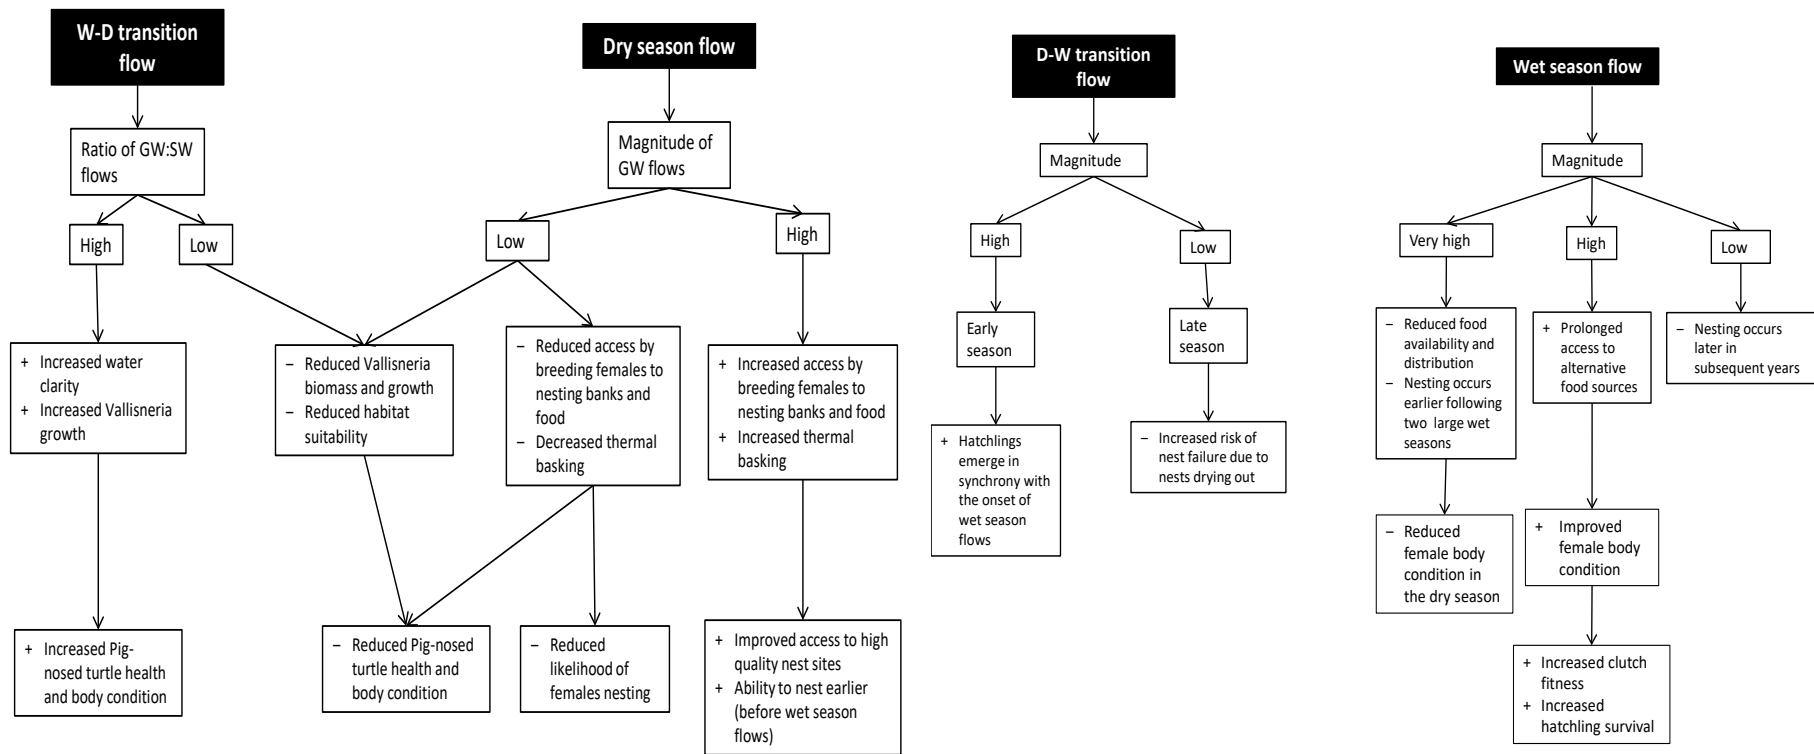 W-D transition
flow
Ratio of GW:SW
flows
High
Low
+ Increased water
clarity
+ Increased Vallisneria
growth
+ Increased Pig-
nosed turtle health
and body condition
Dry season flow
Magnitude of
GW flows
Low
High
– Reduced Vallisneria
biomass and growth
– Reduced habitat
suitability
– Reduced access by
breeding females to
nesting banks and
food
– Decreased thermal
basking
+ Increased access by
breeding females to
nesting banks and food
+ Increased thermal
basking
– Reduced Pig-nosed
turtle health and
body condition
– Reduced
likelihood of
females nesting
+ Improved access to high
quality nest sites
+ Ability to nest earlier
(before wet season
flows)
D-W transition
flow
Magnitude
High
Low
Early
season
Late
season
+ Hatchlings
emerge in
synchrony with
the onset of
wet season
flows
– Increased risk of
nest failure due to
nests drying out
Wet season flow
Magnitude
Very high
High
Low
– Reduced food
availability and
distribution
– Nesting occurs
earlier following
two large wet
seasons
+ Prolonged
access to
alternative
food sources
– Nesting occurs
later in
subsequent years
– Reduced
female body
condition in
the dry season
+ Improved
female body
condition
+ Increased clutch
fitness
+ Increased
hatchling survival